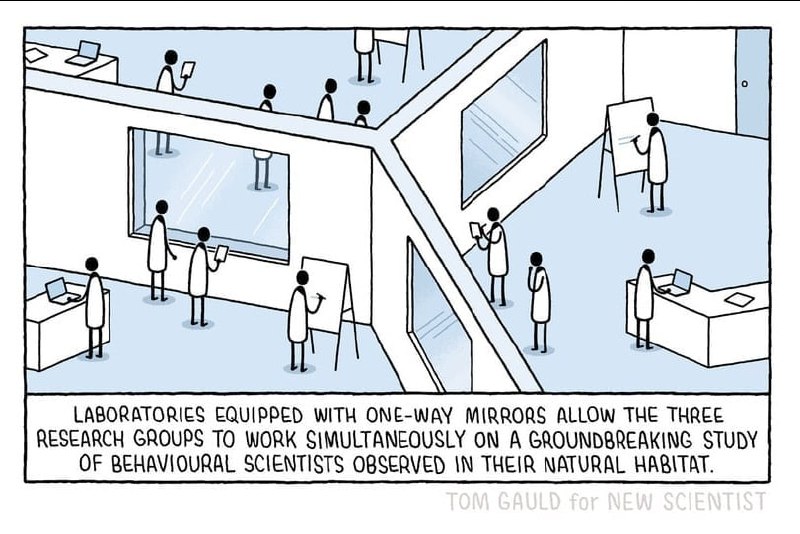 LABORATORIES EQUIPPED WITH ONE-WAY MIRRORS ALLOW THE THREE
RESEARCH GROUPS TO WORK SIMULTANEOUSLY ON A GROUNDBREAKING STUDY
OF BEHAVIOURAL SCIENTISTS OBSERVED IN THEIR NATURAL HABITAT.
TOM GAULD for NEW SCIENTIST